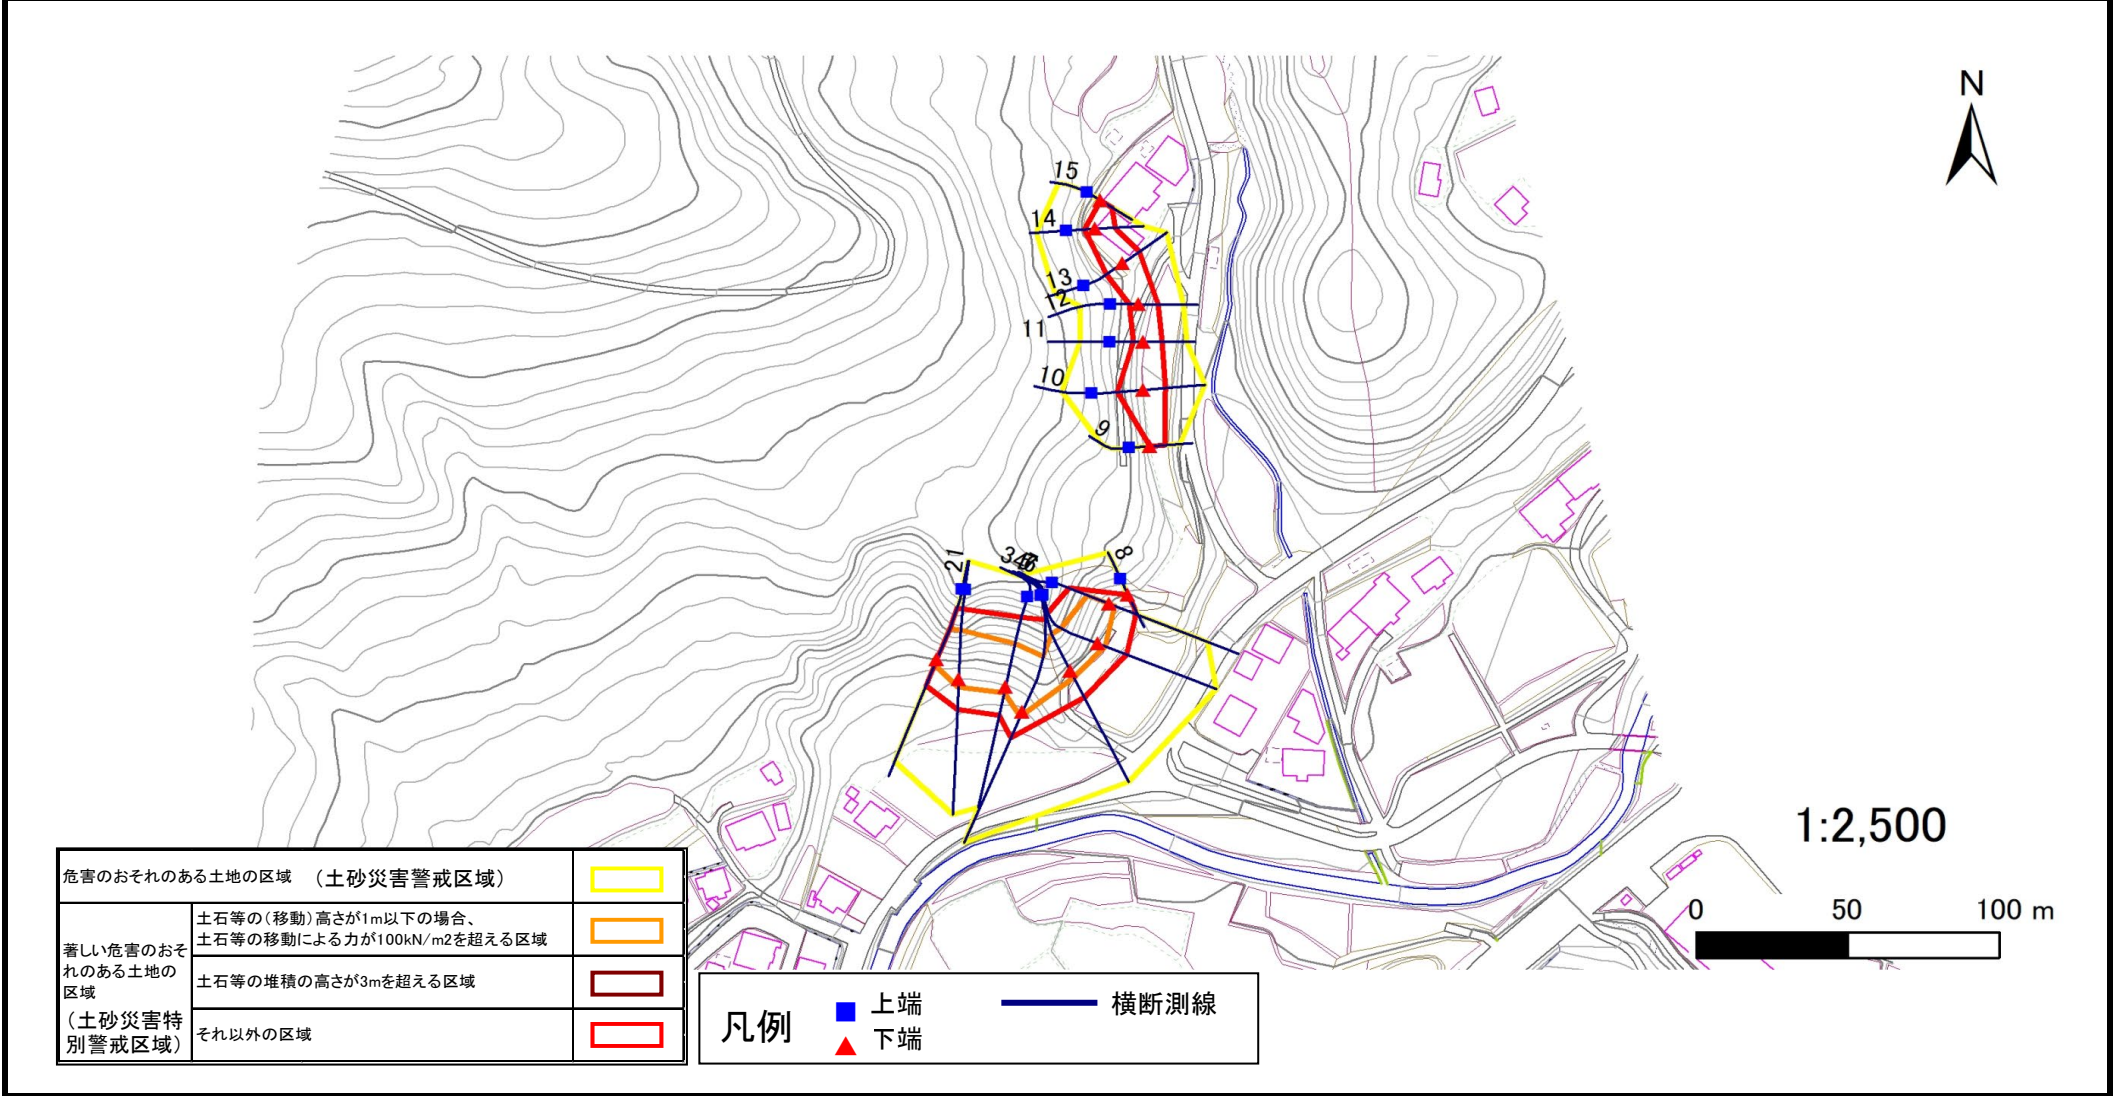 N
15
14
13
12
11
10
9
8
21
34
1:2,500
0 50 100 m
危害のおそれのある土地の区域 （土砂災害警戒区域）
著しい危害のおそ
れのある土地の
区域
（土砂災害特
別警戒区域）
土石等の（移動）高さが1m以下の場合、
土石等の移動による力が100kN/m2を超える区域
土石等の堆積の高さが3mを超える区域
それ以外の区域
凡例
上端
下端
横断測線